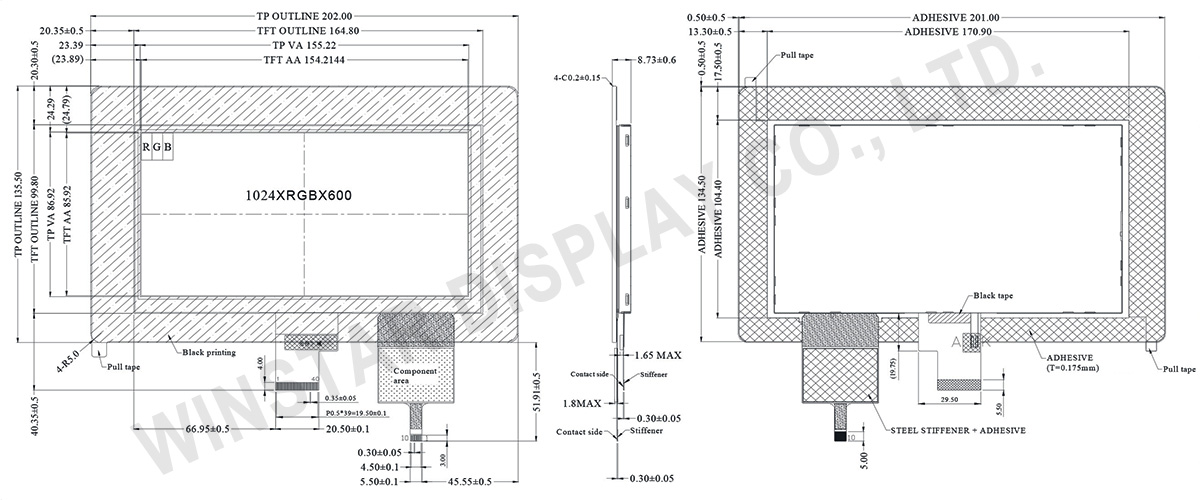 TP OUTLINE 202.00
20.35±0.5
TFT OUTLINE 164.80
23.39
TP VA 155.22
(23.89)
TFT AA 154.2144
20.30±0.5
24.29
(24.79)
TP OUTLINE 135.50
TFT OUTLINE 99.80
TP VA 86.92
TFT AA 85.92
R G B
1024XRGBX600
4-R5.0
Pull tape
Black printing
Component
area
4.00
1
40
0.35±0.05
P0.5*39=19.50±0.1
40.35±0.5
66.95±0.5
20.50±0.1
51.91±0.5
10
1
3.00
0.30±0.05
4.50±0.1
5.50±0.1
45.55±0.5
8.73±0.6
4-C0.2±0.15
1.65 MAX
Contact side
Stiffener
1.8MAX
0.30±0.05
Contact side
Stiffener
0.30±0.05
0.50±0.5
ADHESIVE 201.00
13.30±0.5
ADHESIVE 170.90
0.50±0.5
17.50±0.5
Pull tape
ADHESIVE 134.50
ADHESIVE 104.40
Black tape
A K
(19.75)
ADHESIVE
(T=0.175mm)
Pull tape
29.50
5.50
STEEL STIFFENER + ADHESIVE
10
5.00
WINSTAR DISPLAY CO., LTD.